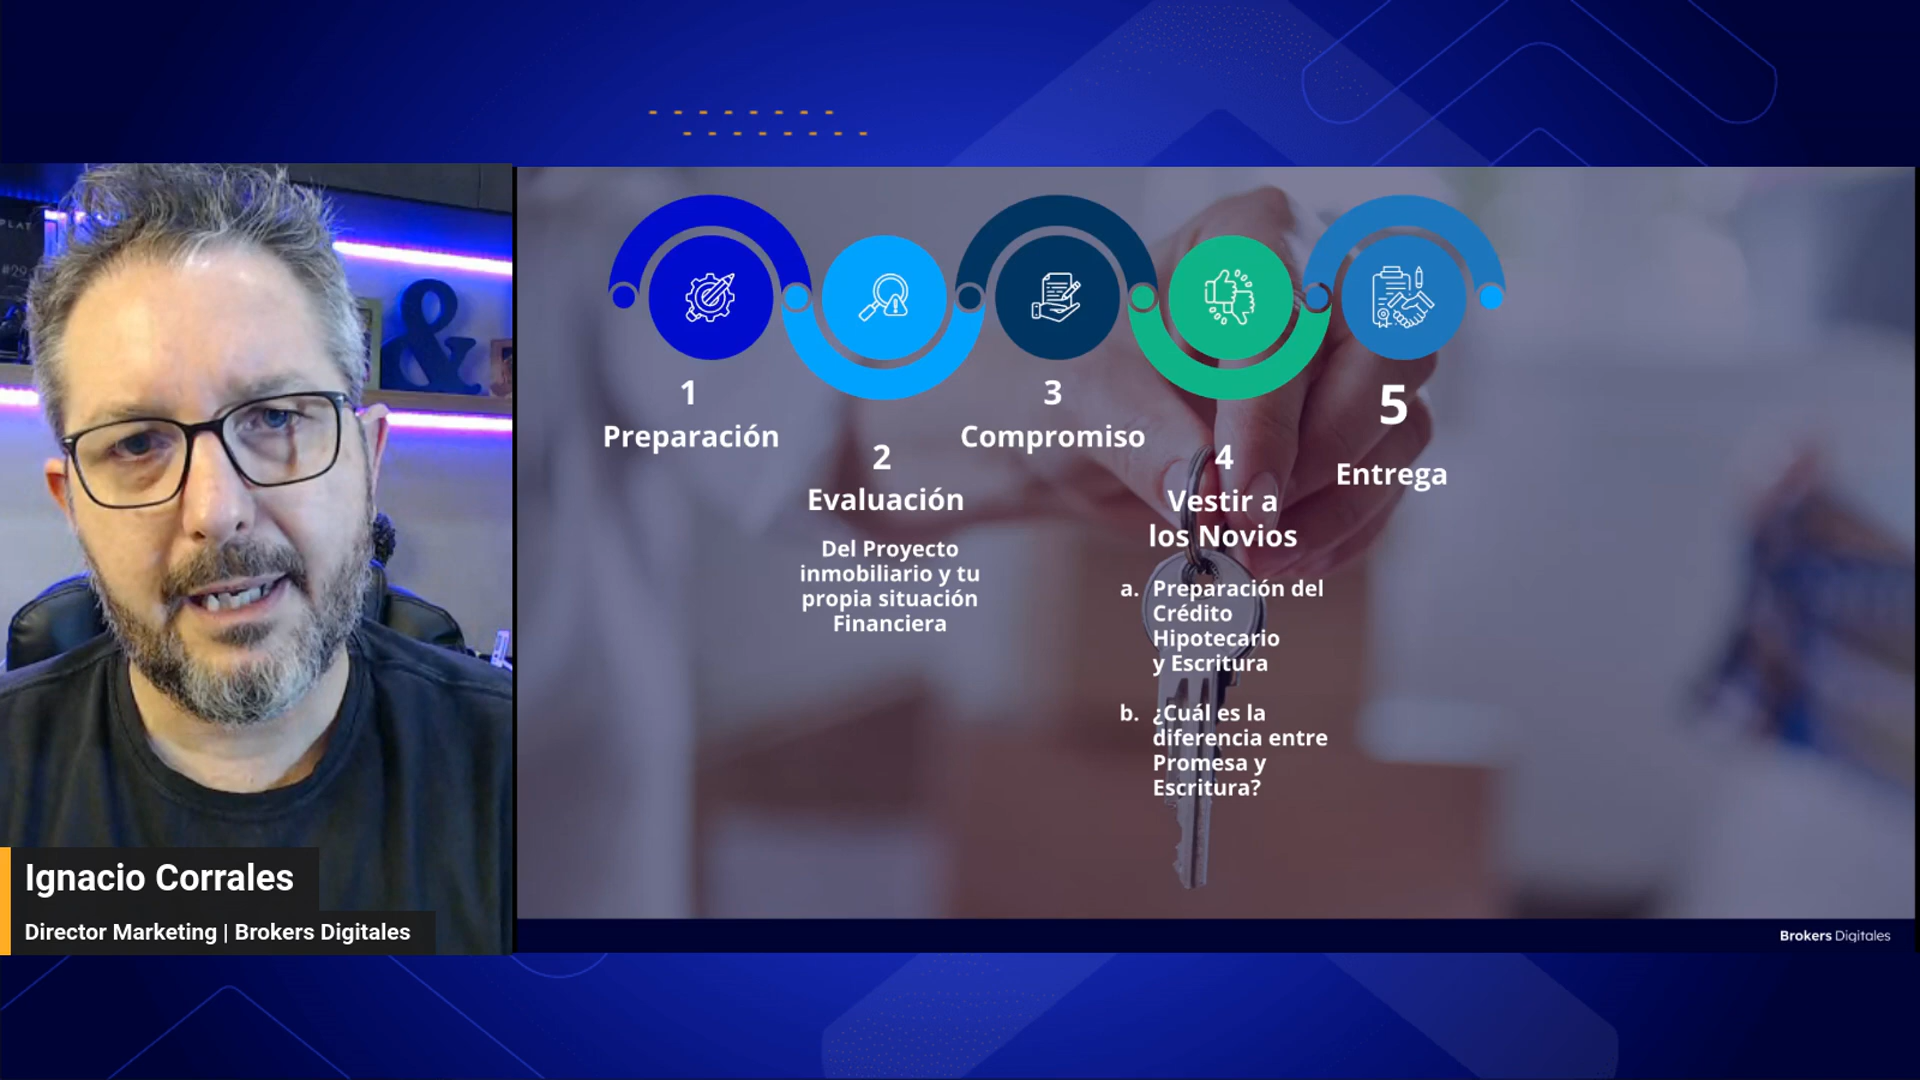 PLAT
#29
&
1
Preparación
2
Evaluación
Del Proyecto
inmobiliario y tu
propia situación
Financiera
3
Compromiso
4
Vestir a
los Novios
a. Preparación del
Crédito
Hipotecario
y Escritura
b. ¿Cuál es la
diferencia entre
Promesa y
Escritura?
5
Entrega
Ignacio Corrales
Director Marketing | Brokers Digitales
Brokers Digitales